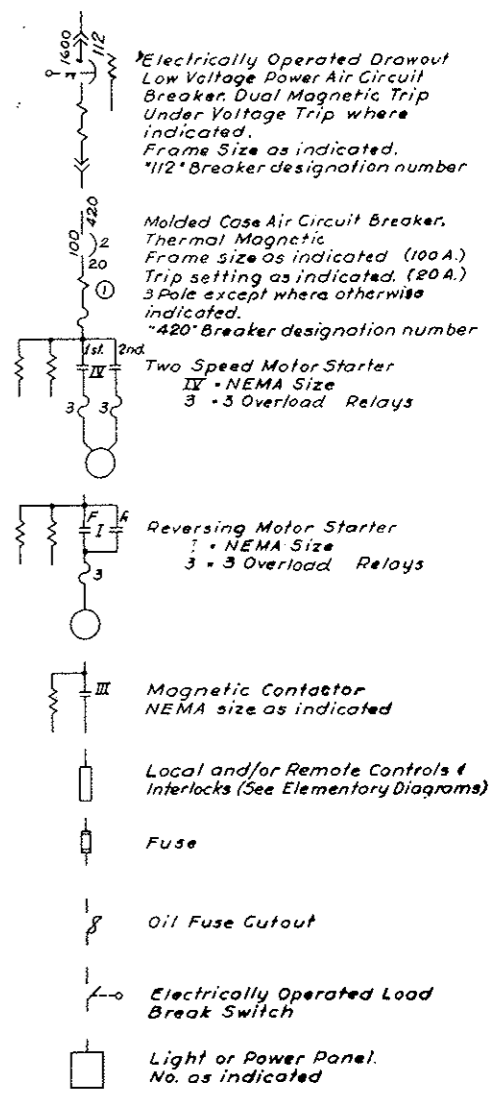 1600 112
Electrically Operated Drawout
Low Voltage Power Air Circuit
Breaker. Dual Magnetic Trip
Under Voltage Trip where
indicated.
Frame Size as indicated.
"112" Breaker designation number
420
100
2
20
1
Molded Case Air Circuit Breaker.
Thermal Magnetic
Frame size as indicated (100 A.)
Trip setting as indicated. (20 A.)
3 Pole except where otherwise
indicated.
"420" Breaker designation number
1st. 2nd.
IV
3 3
Two Speed Motor Starter
IV = NEMA Size
3 = 3 Overload Relays
F R
I
3
Reversing Motor Starter
I = NEMA Size
3 = 3 Overload Relays
III
Magnetic Contactor
NEMA size as indicated
Local and/or Remote Controls &
Interlocks (See Elementary Diagrams)
Fuse
Oil Fuse Cutout
Electrically Operated Load
Break Switch
Light or Power Panel.
No. as indicated